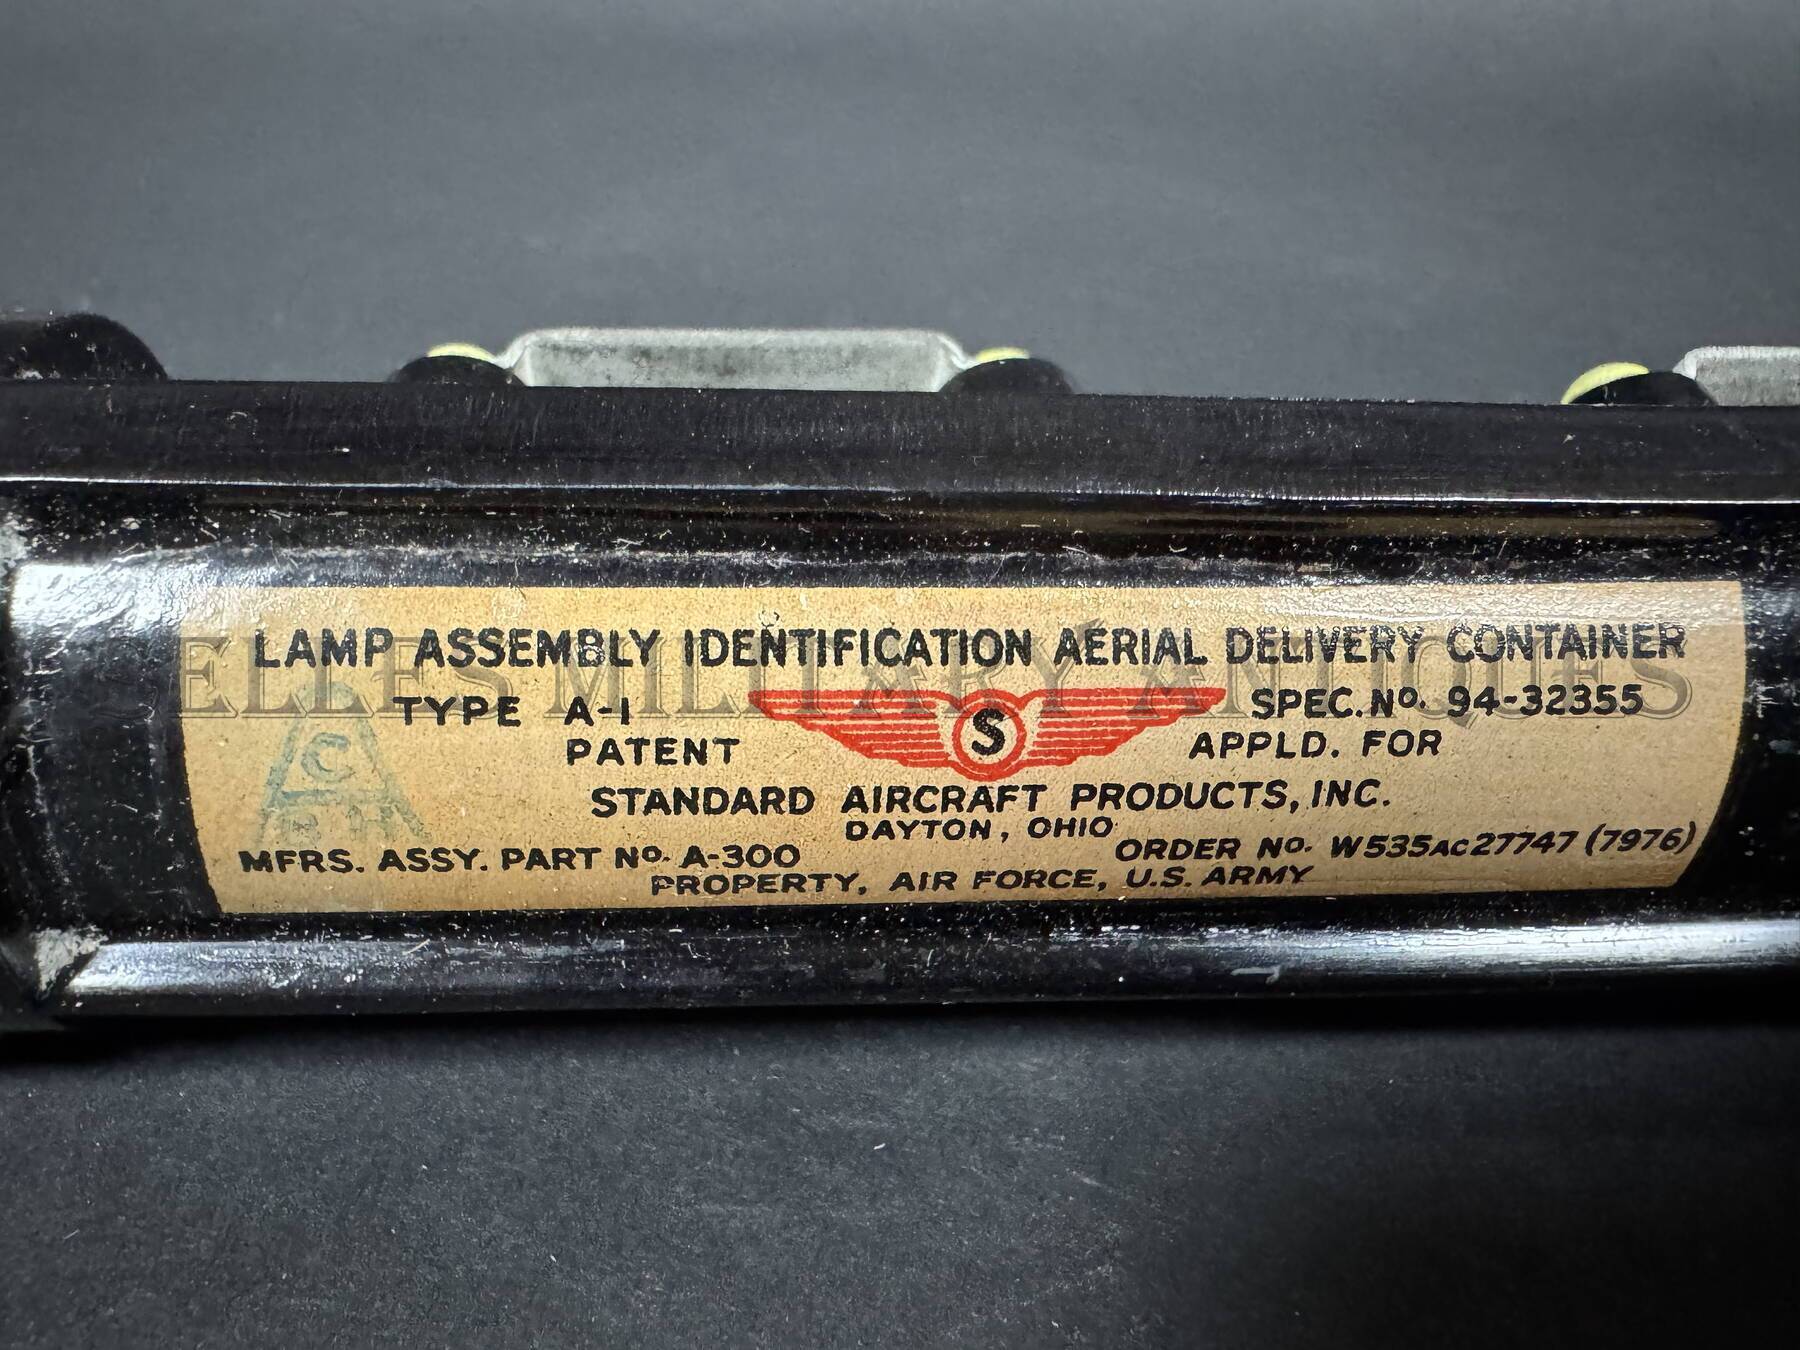 LAMP ASSEMBLY IDENTIFICATION AERIAL DELIVERY CONTAINER
ELLES MILITARY ANTIQUES
TYPE A-1 SPEC. No. 94-32355
S
PATENT APPLD. FOR
C
STANDARD AIRCRAFT PRODUCTS, INC.
DAYTON, OHIO
MFRS. ASSY. PART No. A-300 ORDER No. W535AC27747 (7976)
PROPERTY, AIR FORCE, U.S. ARMY